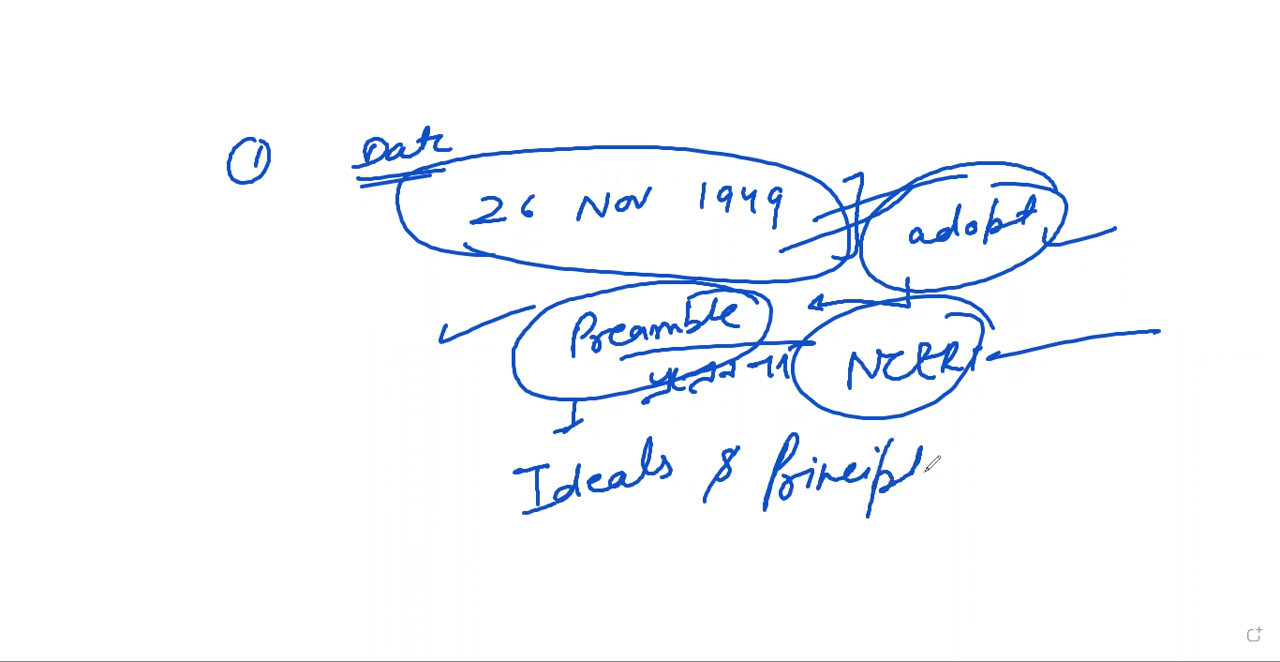 ① Date
26 Nov 1949 adopt
Preamble NCERT
Ideals & Principl